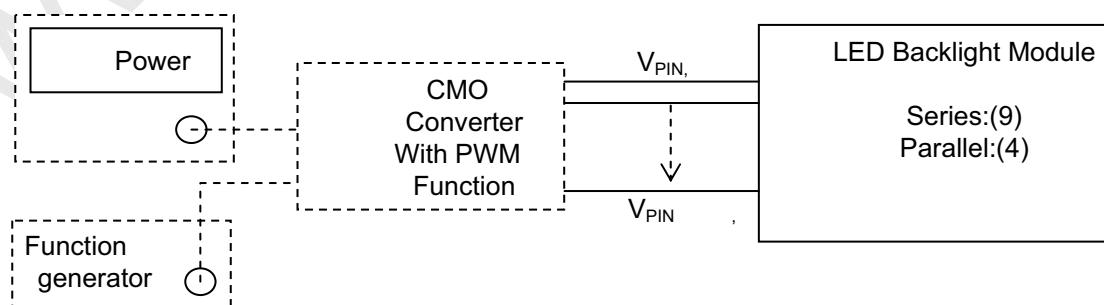 Power
CMO
Converter
With PWM
Function
V_PIN,
V_PIN ,
LED Backlight Module
Series:(9)
Parallel:(4)
Function
generator